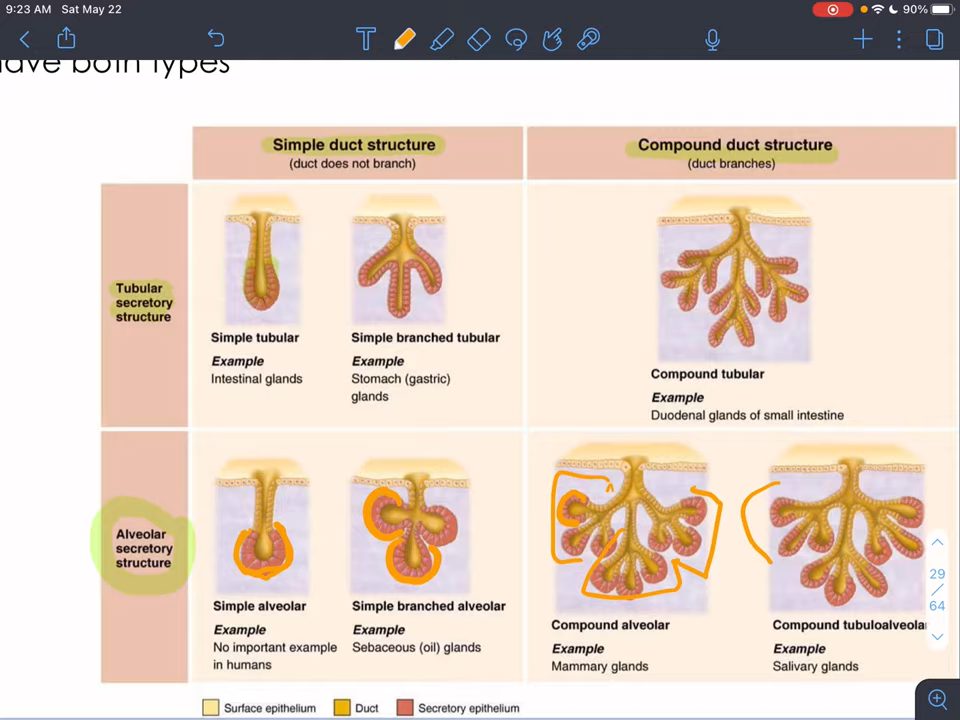 9:23 AM Sat May 22
90%
have both types
Simple duct structure
(duct does not branch)
Compound duct structure
(duct branches)
Tubular
secretory
structure
Simple tubular
Example
Intestinal glands
Simple branched tubular
Example
Stomach (gastric)
glands
Compound tubular
Example
Duodenal glands of small intestine
Alveolar
secretory
structure
Simple alveolar
Example
No important example
in humans
Simple branched alveolar
Example
Sebaceous (oil) glands
Compound alveolar
Example
Mammary glands
Compound tubuloalveolar
Example
Salivary glands
29
/
64
Surface epithelium
Duct
Secretory epithelium